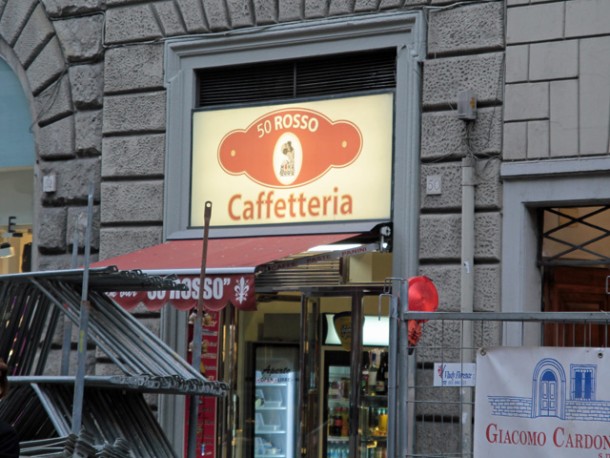 50 ROSSO
Caffetteria
"50 ROSSO"
E
GIACOMO CARDON